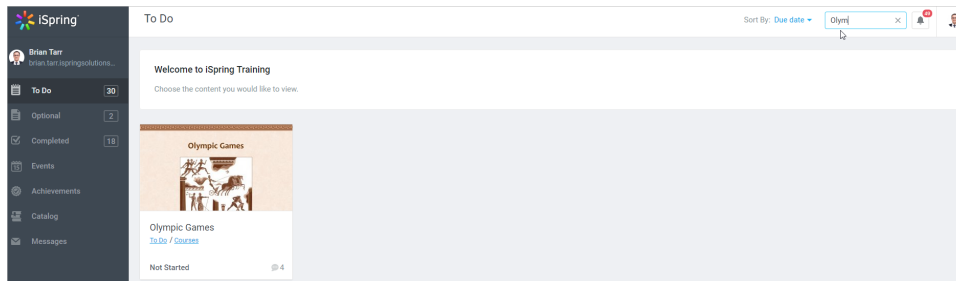 iSpring
To Do
Sort By: Due date
Olym
49
Brian Tarr
brian.tarr.ispringsolutions...
To Do 30
Optional 2
Completed 18
15 Events
Achievements
Catalog
Messages
Welcome to iSpring Training
Choose the content you would like to view.
Olympic Games
Olympic Games
To Do / Courses
Not Started 4